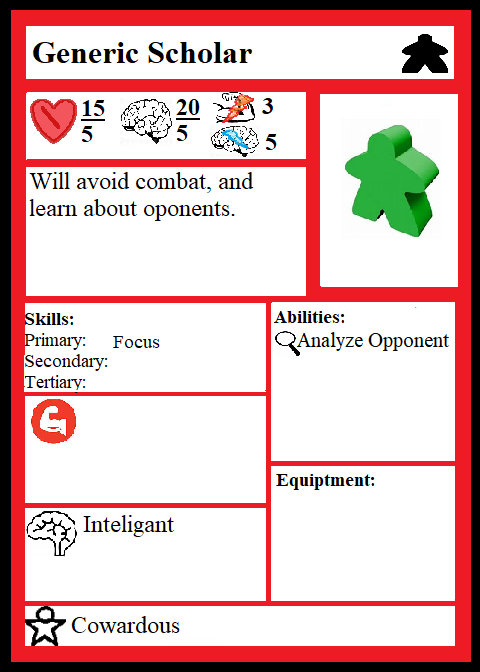 Generic Scholar
15
5
20
5
3
5
Will avoid combat, and
learn about oponents.
Skills:
Primary: Focus
Secondary:
Tertiary:
Abilities:
Analyze Opponent
Inteligant
Equiptment:
Cowardous